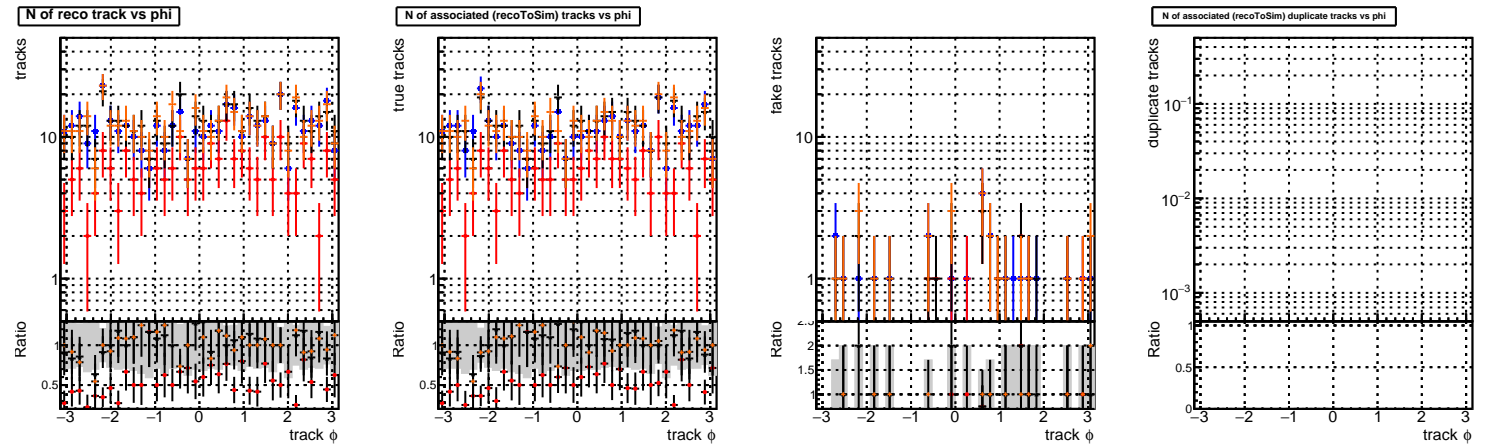 N of reco track vs phi
tracks
10
1
Ratio
1
0.5
−3 −2 −1 0 1 2 3
track ϕ
N of associated (recoToSim) tracks vs phi
true tracks
10
1
Ratio
1
0.5
−3 −2 −1 0 1 2 3
track ϕ
fake tracks
10
1
Ratio
2.5
2
1.5
1
−3 −2 −1 0 1 2 3
track ϕ
N of associated (recoToSim) duplicate tracks vs phi
duplicate tracks
10−1
10−2
10−3
Ratio
1
0.5
0
−3 −2 −1 0 1 2 3
track ϕ